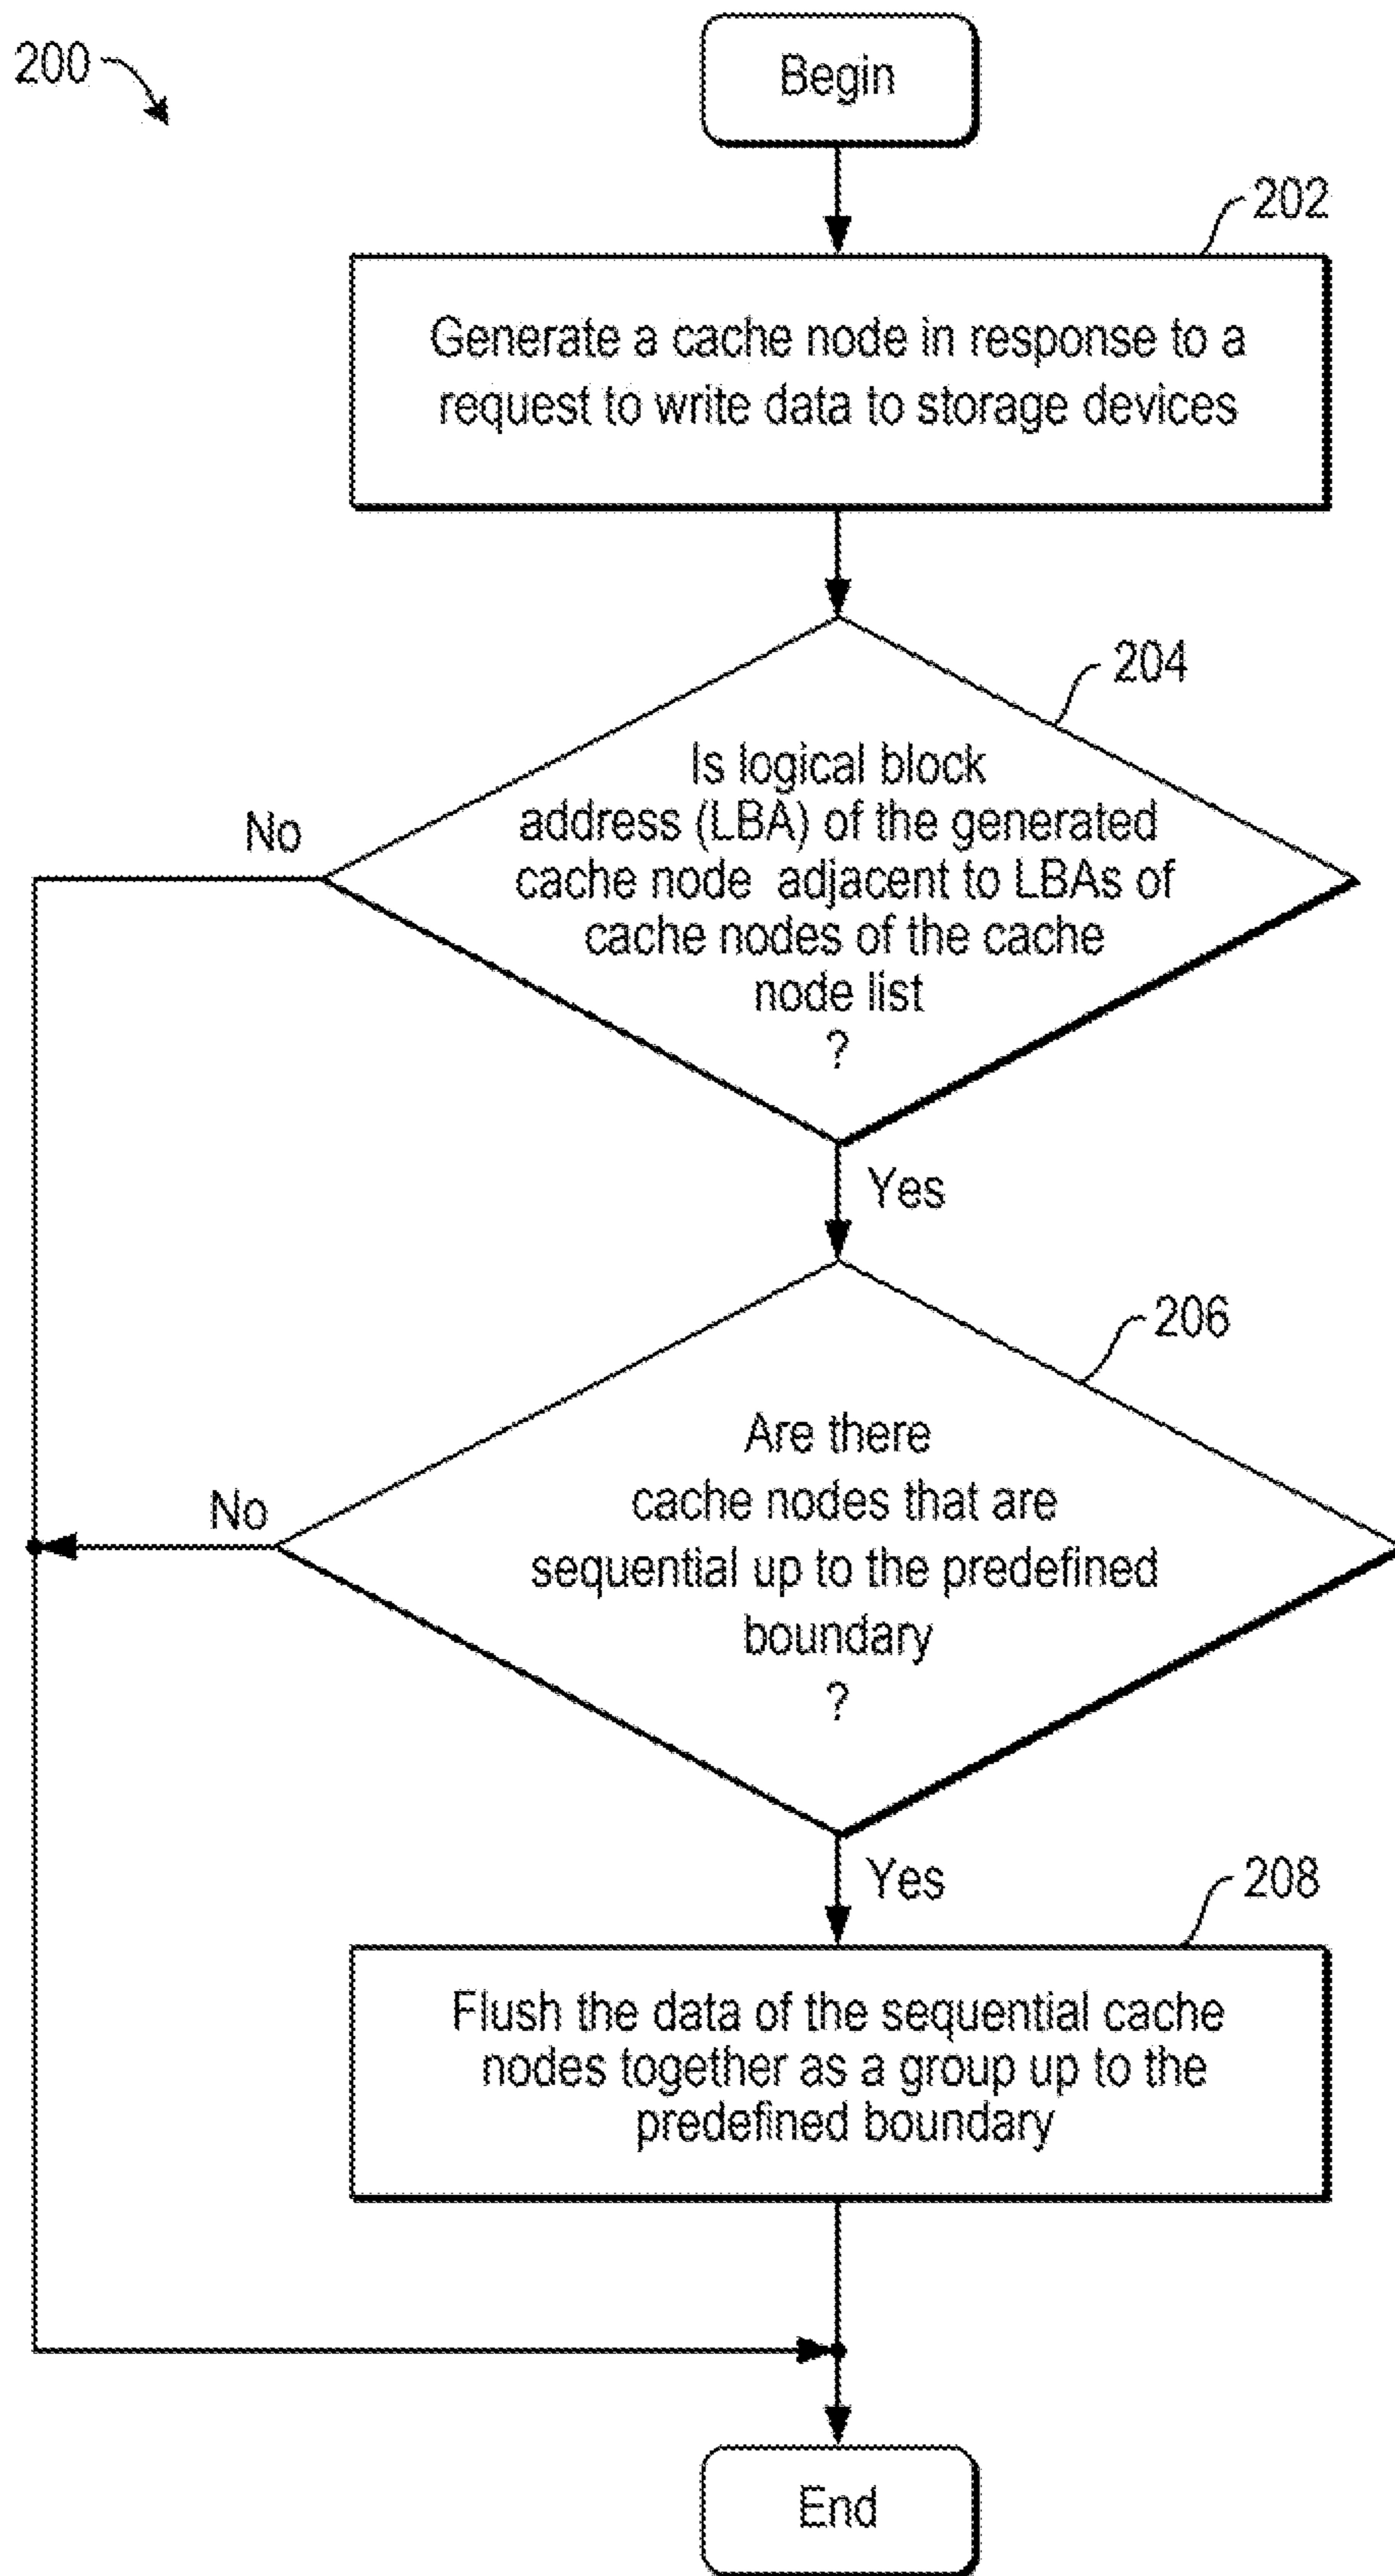 200
Begin
202
Generate a cache node in response to a
request to write data to storage devices
204
Is logical block
address (LBA) of the generated
cache node adjacent to LBAs of
cache nodes of the cache
node list
?
No
Yes
206
Are there
cache nodes that are
sequential up to the predefined
boundary
?
No
Yes
208
Flush the data of the sequential cache
nodes together as a group up to the
predefined boundary
End